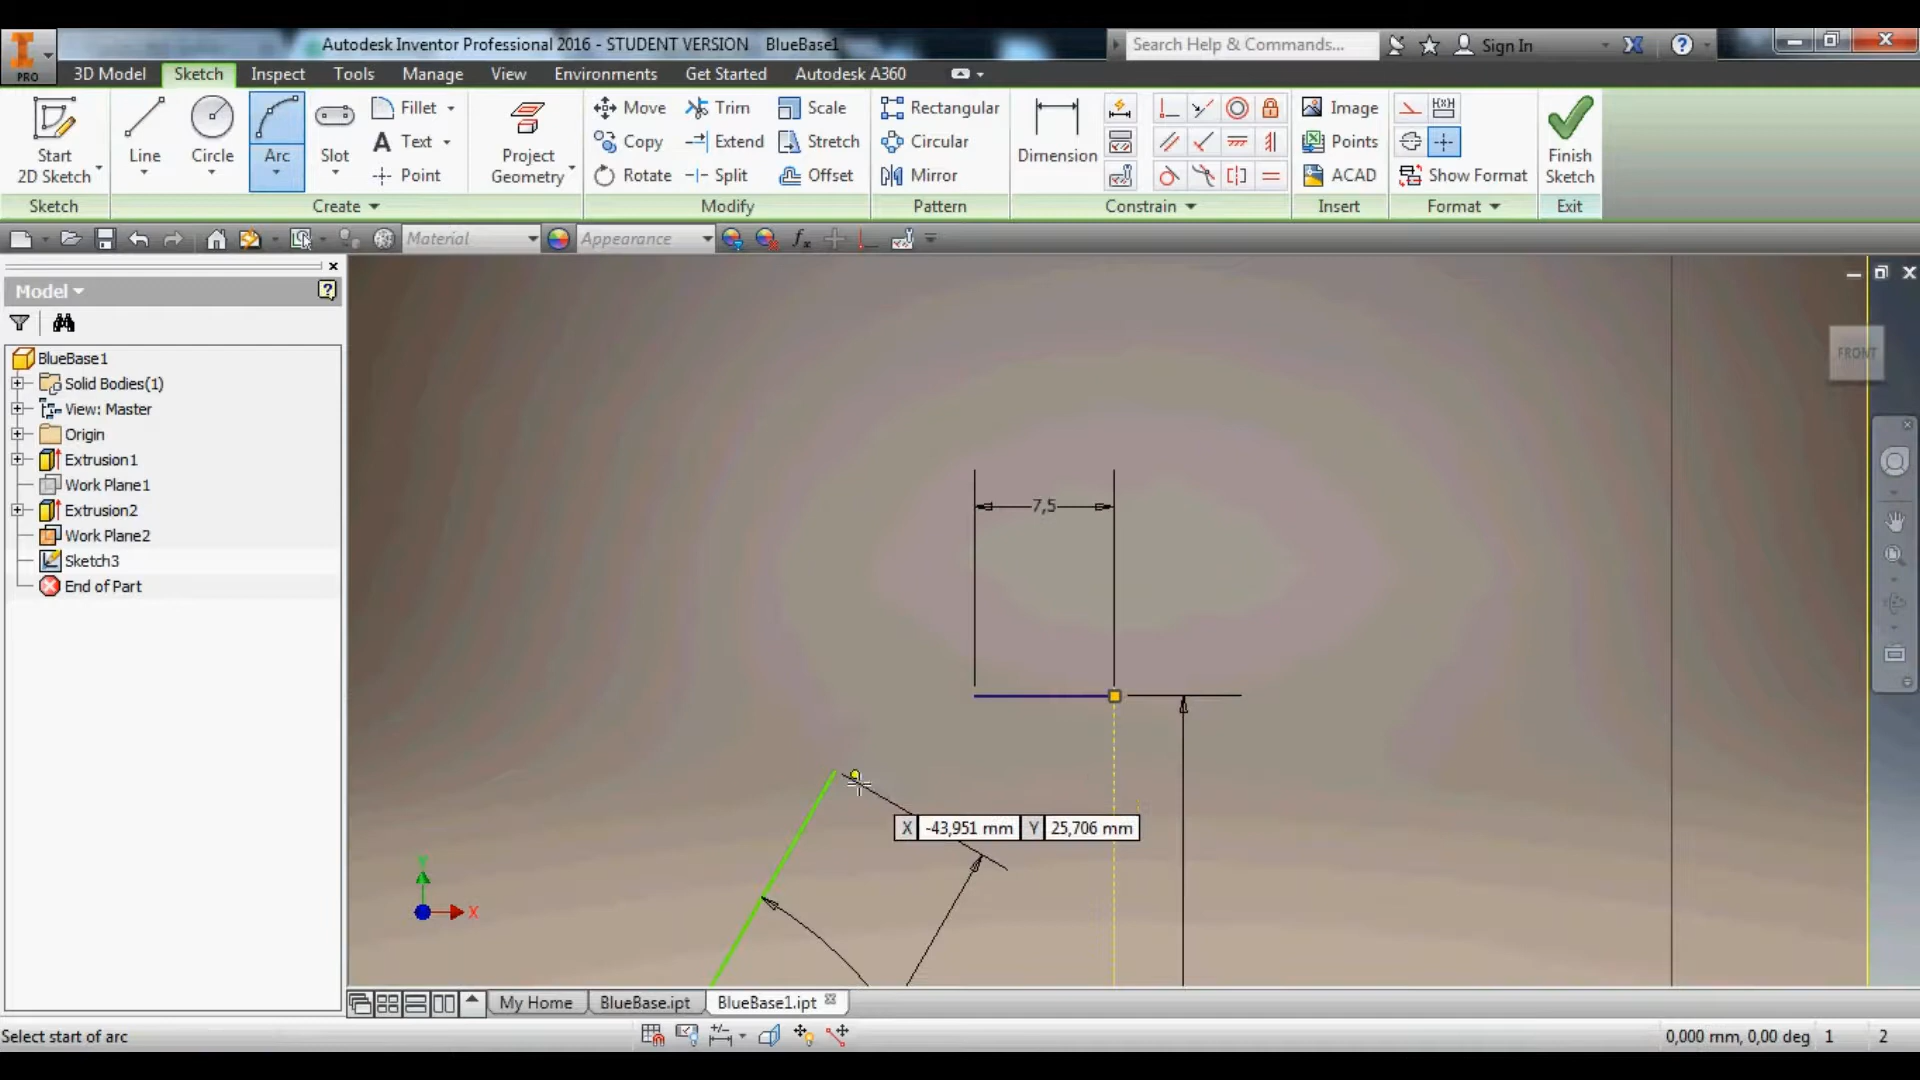 Autodesk Inventor Professional 2016 - STUDENT VERSION BlueBase1
Search Help & Commands...
Sign In
PRO
3D Model Sketch Inspect Tools Manage View Environments Get Started Autodesk A360
Start 2D Sketch
Line
Circle
Arc
Slot
Fillet
Text
Point
Project Geometry
Move
Copy
Rotate
Trim
Extend
Split
Scale
Stretch
Offset
Rectangular
Circular
Mirror
Dimension
Image
Points
ACAD
Show Format
Finish Sketch
Sketch Create Modify Pattern Constrain Insert Format Exit
Material
Appearance
fx
Model
BlueBase1
Solid Bodies(1)
View: Master
Origin
Extrusion1
Work Plane1
Extrusion2
Work Plane2
Sketch3
End of Part
FRONT
7,5
X -43,951 mm Y 25,706 mm
Y
X
My Home BlueBase.ipt BlueBase1.ipt
Select start of arc
0,000 mm, 0,00 deg 1 2